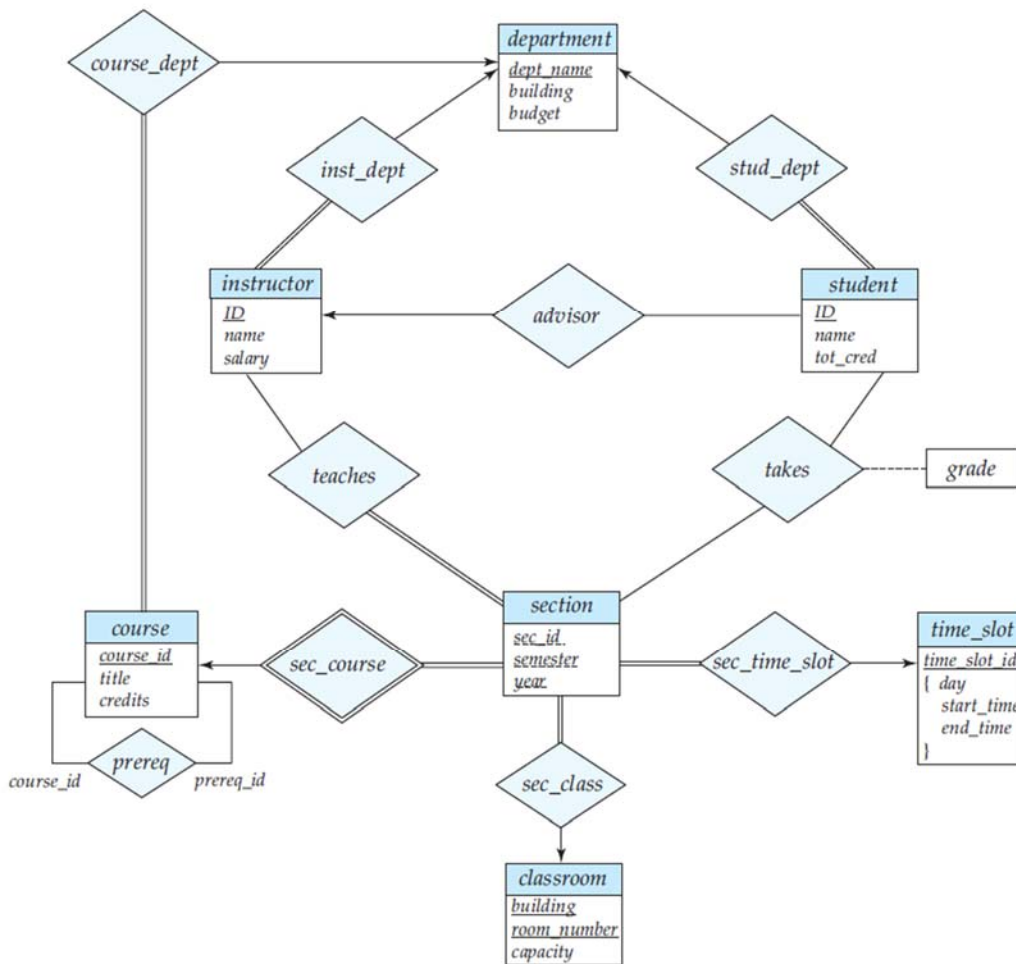 department
course_dept
dept_name
building
budget
inst_dept
stud_dept
instructor
ID
name
salary
advisor
student
ID
name
tot_cred
teaches
takes
grade
course
course_id
title
credits
sec_course
section
sec_id
semester
year
sec_time_slot
time_slot
time_slot_id
{ day
start_time
end_time
}
prereq
course_id
prereq_id
sec_class
classroom
building
room_number
capacity